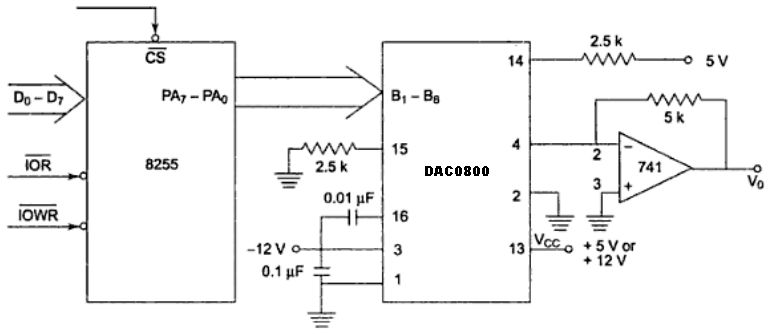 CS
D0 – D7
PA7 – PA0
8255
IOR
IOWR
2.5 k
0.01 μF
–12 V
0.1 μF
B1 – B8
DAC0800
15
16
3
1
14
4
2
13
2.5 k
5 V
5 k
2
–
741
3
+
V0
VCC
+ 5 V or
+ 12 V